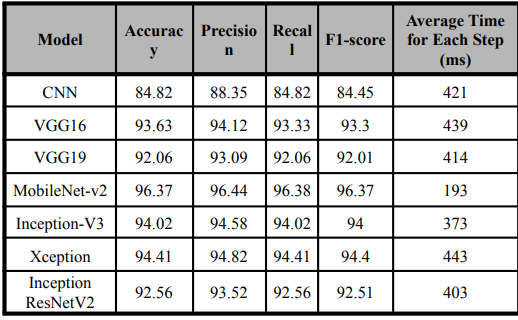 Model Accuracy Precision Recall F1-score Average Time for Each Step (ms)
CNN 84.82 88.35 84.82 84.45 421
VGG16 93.63 94.12 93.33 93.3 439
VGG19 92.06 93.09 92.06 92.01 414
MobileNet-v2 96.37 96.44 96.38 96.37 193
Inception-V3 94.02 94.58 94.02 94 373
Xception 94.41 94.82 94.41 94.4 443
Inception ResNetV2 92.56 93.52 92.56 92.51 403